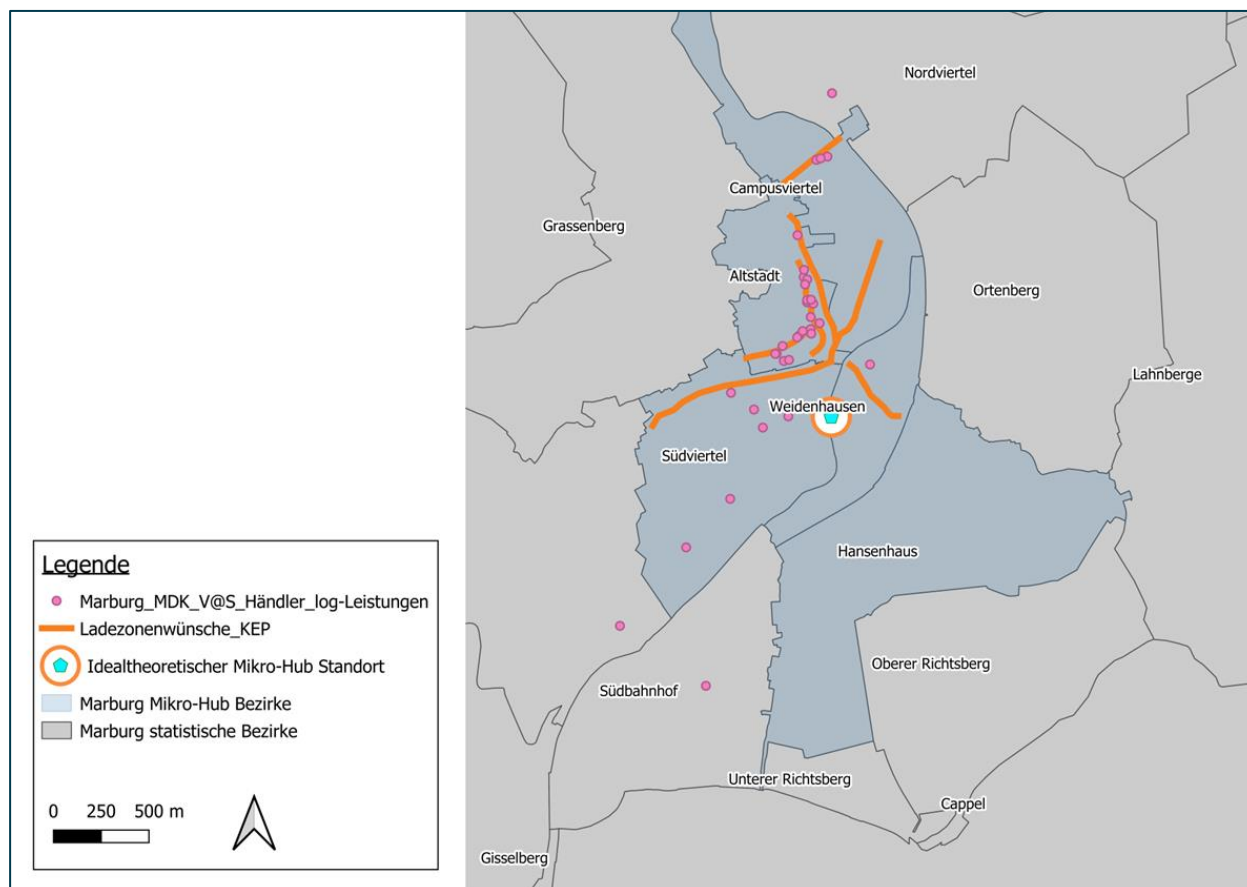 Nordviertel
Campusviertel
Grassenberg
Altstadt
Ortenberg
Lahnberge
Weidenhausen
Südviertel
Hansenhaus
Oberer Richtsberg
Südbahnhof
Unterer Richtsberg
Cappel
Gisselberg
Legende
Marburg_MDK_V@S_Händler_log-Leistungen
Ladezonenwünsche_KEP
Idealtheoretischer Mikro-Hub Standort
Marburg Mikro-Hub Bezirke
Marburg statistische Bezirke
0 250 500 m